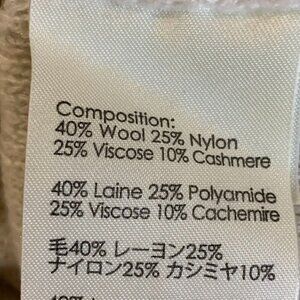 Composition:
40% Wool 25% Nylon
25% Viscose 10% Cashmere
40% Laine 25% Polyamide
25% Viscose 10% Cachemire
毛40% レーヨン25%
ナイロン25% カシミヤ10%